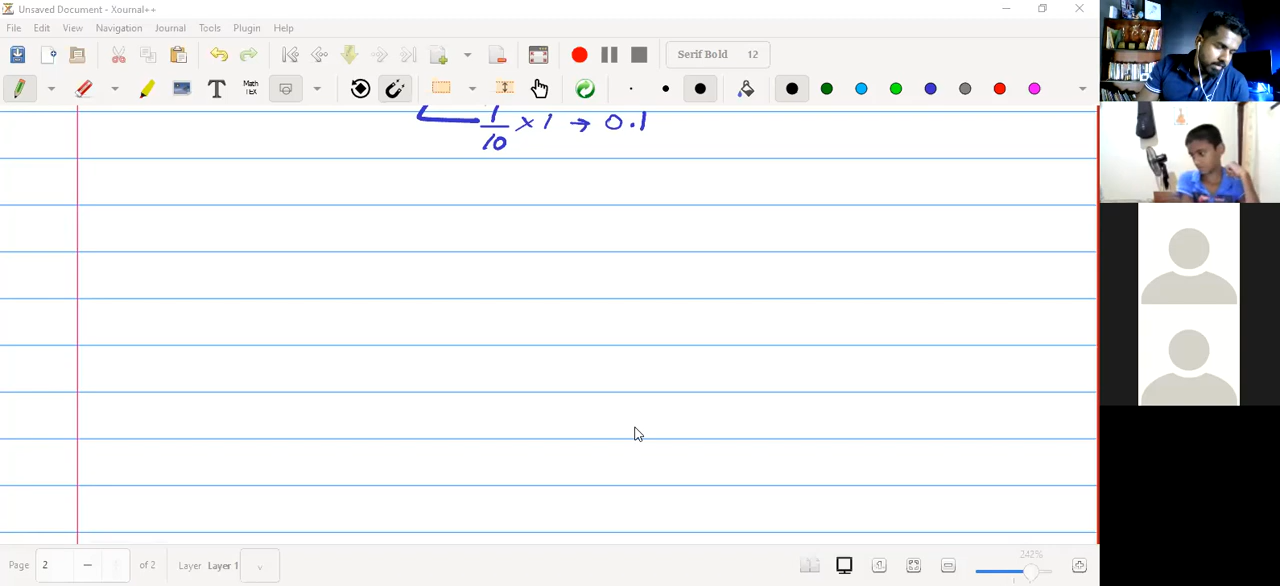 Unsaved Document - Xournal++
File Edit View Navigation Journal Tools Plugin Help
Serif Bold 12
Math TEX
1/10 × 1 → 0.1
Page 2 of 2 Layer Layer 1 242%